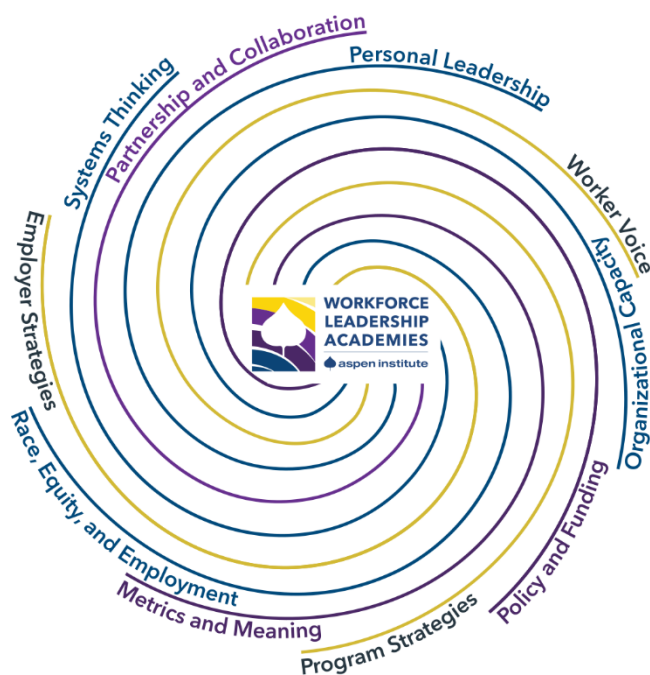 Partnership and Collaboration
Personal Leadership
Systems Thinking
Worker Voice
Employer Strategies
Organizational Capacity
WORKFORCE
LEADERSHIP
ACADEMIES
aspen institute
Race, Equity, and Employment
Policy and Funding
Metrics and Meaning
Program Strategies